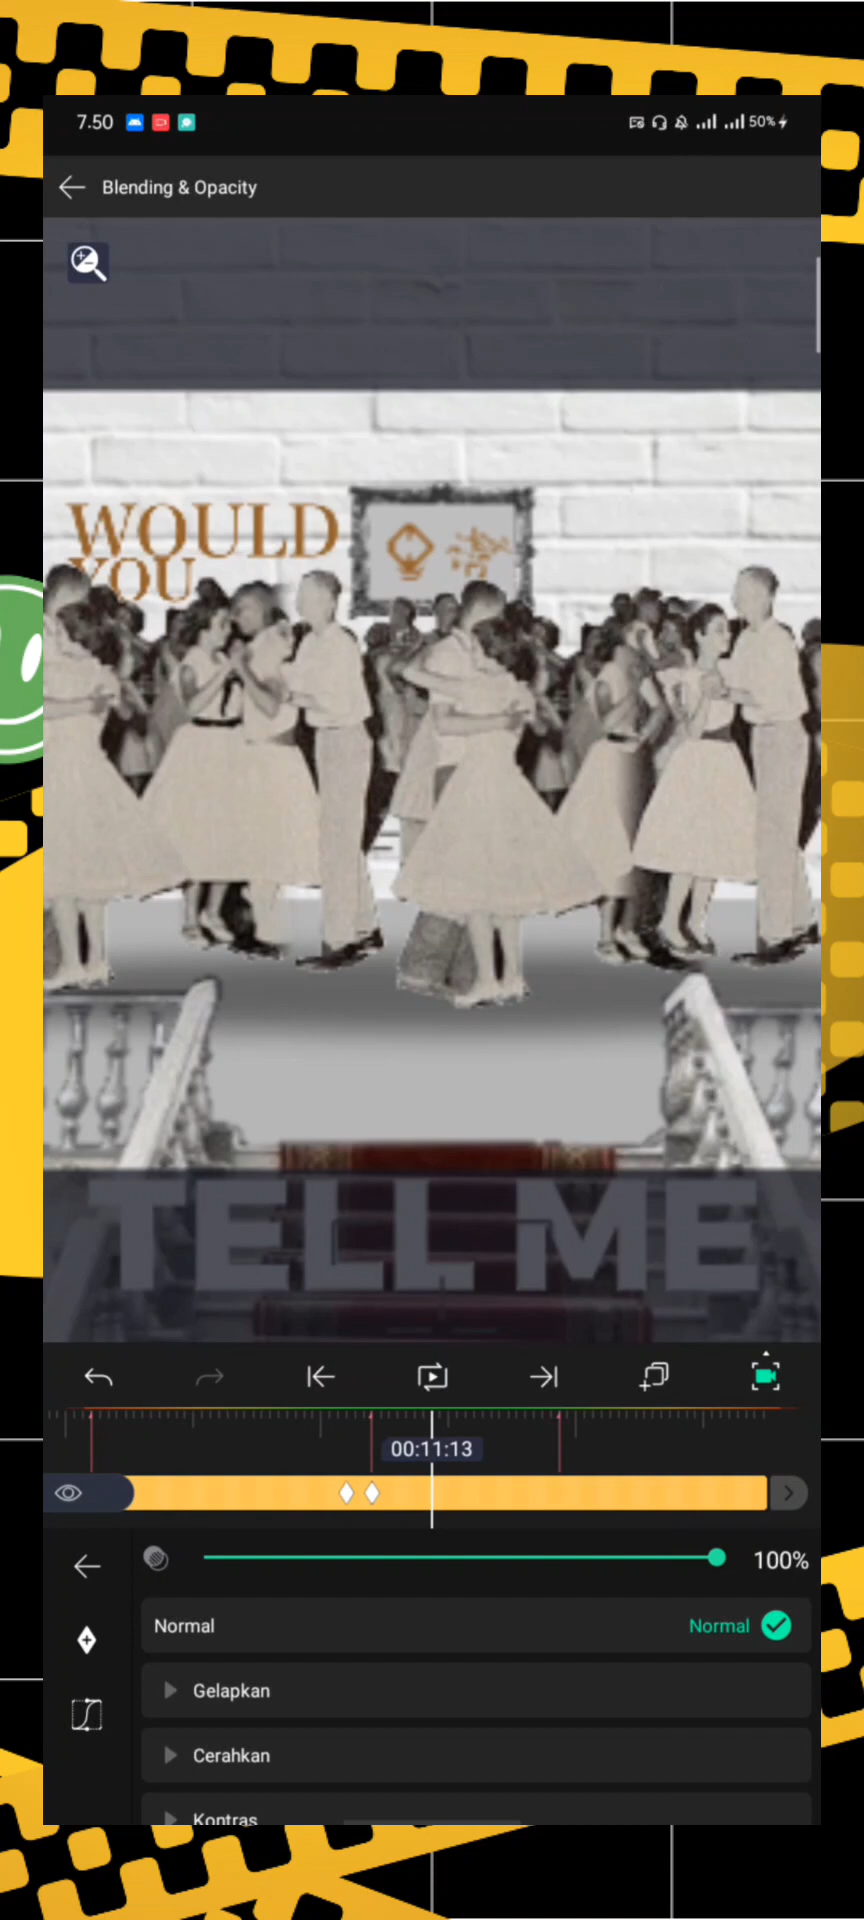 7.50
50%
Blending & Opacity
WOULD
YOU
TELL ME
00:11:13
100%
Normal
Normal
Gelapkan
Cerahkan
Kontras